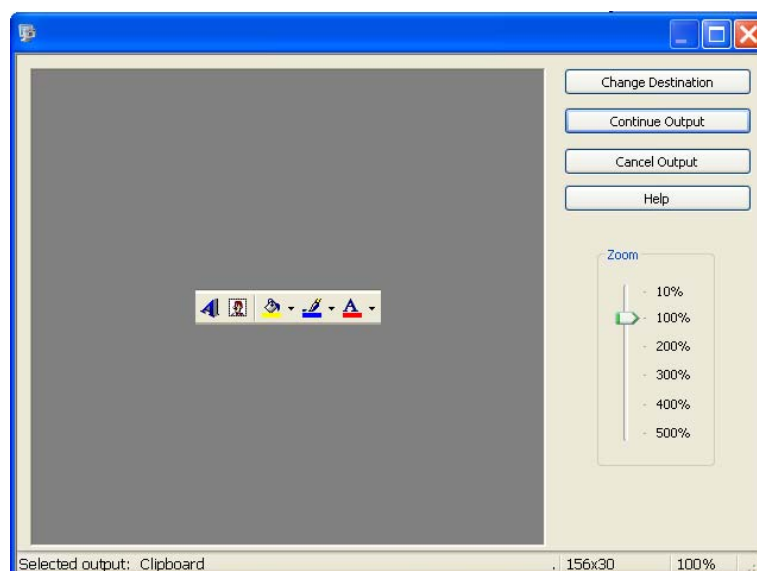 Change Destination
Continue Output
Cancel Output
Help
Zoom
10%
100%
200%
300%
400%
500%
A
Selected output: Clipboard
156x30
100%